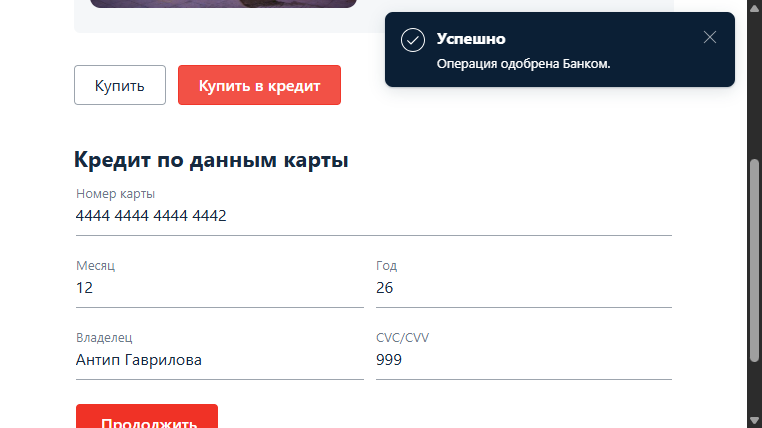 Успешно
Операция одобрена Банком.
Купить
Купить в кредит
Кредит по данным карты
Номер карты
4444 4444 4444 4442
Месяц
Год
12
26
Владелец
CVC/CVV
Антип Гаврилова
999
Продолжить